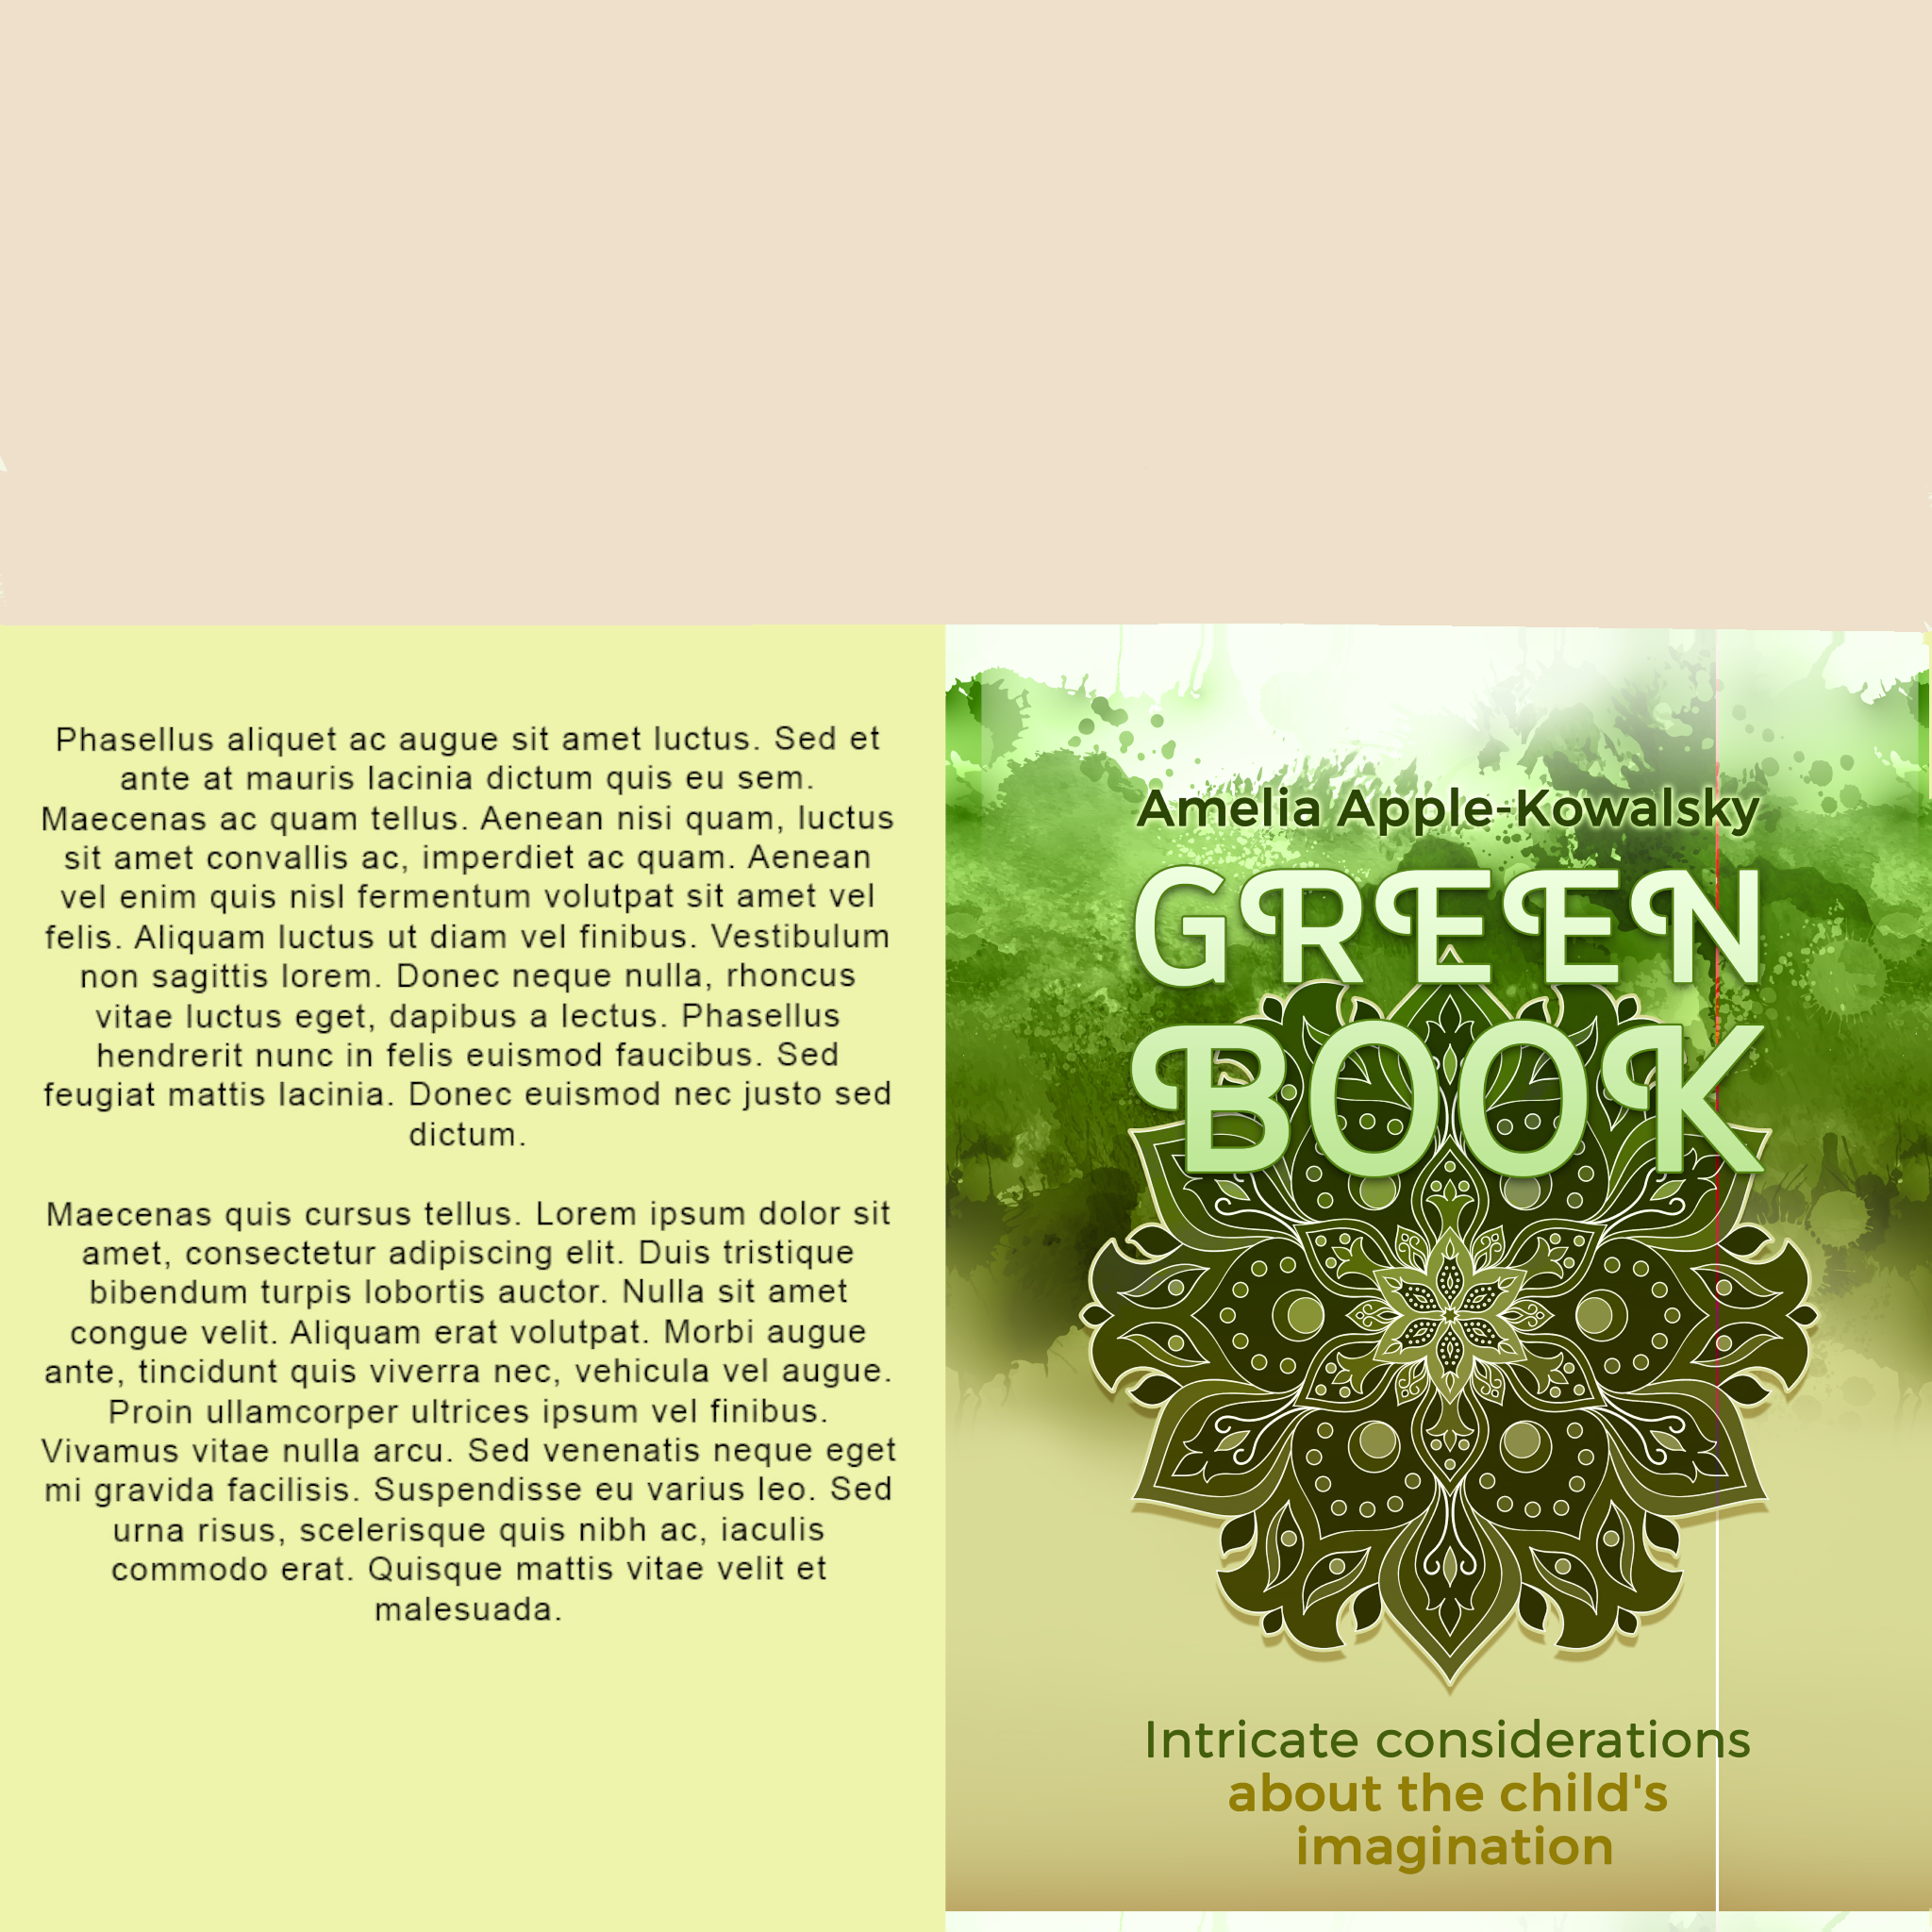 Phasellus aliquet ac augue sit amet luctus. Sed et
ante at mauris lacinia dictum quis eu sem.
Maecenas ac quam tellus. Aenean nisi quam, luctus
sit amet convallis ac, imperdiet ac quam. Aenean
vel enim quis nisl fermentum volutpat sit amet vel
felis. Aliquam luctus ut diam vel finibus. Vestibulum
non sagittis lorem. Donec neque nulla, rhoncus
vitae luctus eget, dapibus a lectus. Phasellus
hendrerit nunc in felis euismod faucibus. Sed
feugiat mattis lacinia. Donec euismod nec justo sed
dictum.
Maecenas quis cursus tellus. Lorem ipsum dolor sit
amet, consectetur adipiscing elit. Duis tristique
bibendum turpis lobortis auctor. Nulla sit amet
congue velit. Aliquam erat volutpat. Morbi augue
ante, tincidunt quis viverra nec, vehicula vel augue.
Proin ullamcorper ultrices ipsum vel finibus.
Vivamus vitae nulla arcu. Sed venenatis neque eget
mi gravida facilisis. Suspendisse eu varius leo. Sed
urna risus, scelerisque quis nibh ac, iaculis
commodo erat. Quisque mattis vitae velit et
malesuada.
Amelia Apple-Kowalsky
GREEN
BOOK
Intricate considerations
about the child's
imagination